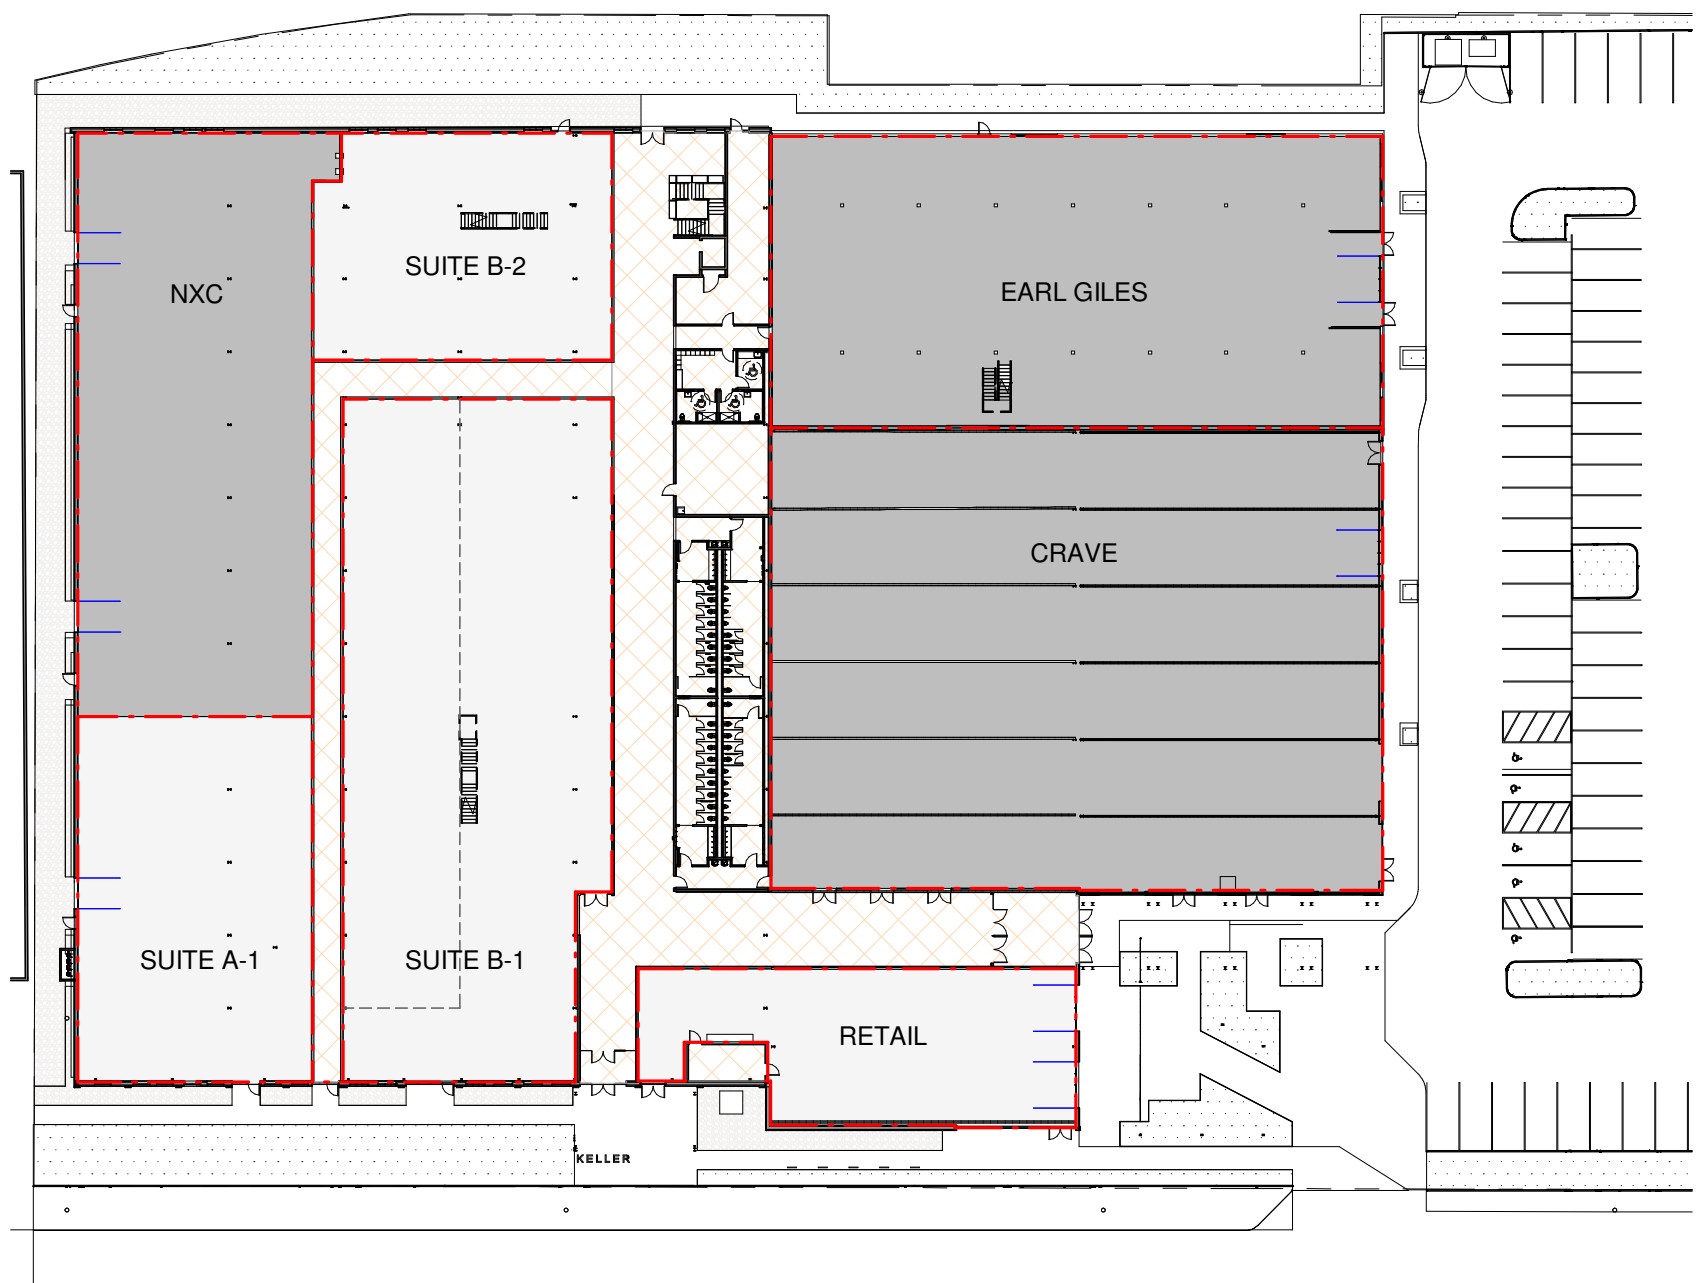 SUITE B-2
NXC
EARL GILES
CRAVE
SUITE A-1
SUITE B-1
RETAIL
KELLER